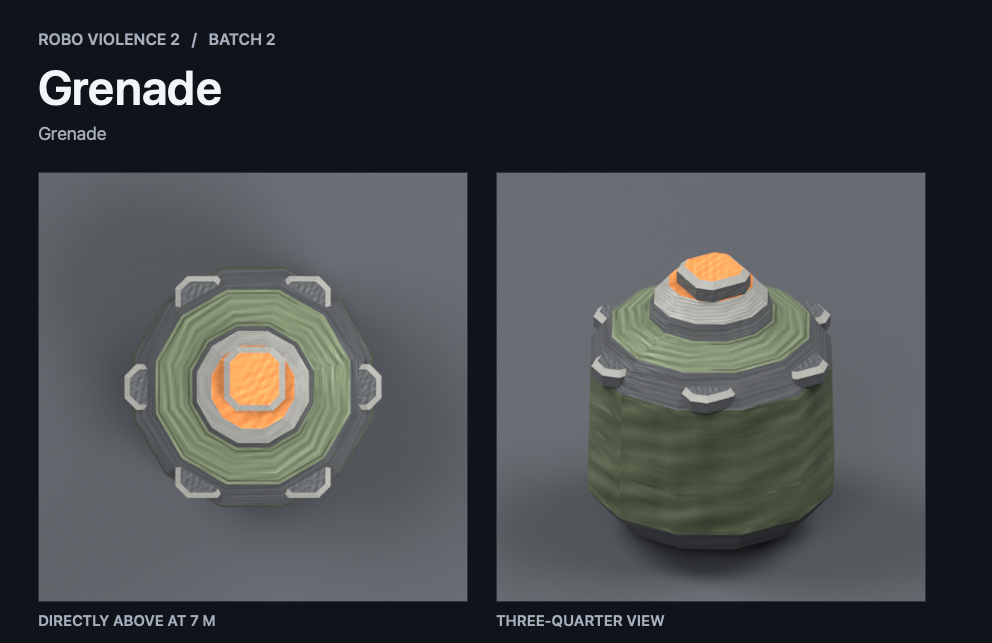 ROBO VIOLENCE 2 / BATCH 2
Grenade
Grenade
DIRECTLY ABOVE AT 7 M
THREE-QUARTER VIEW